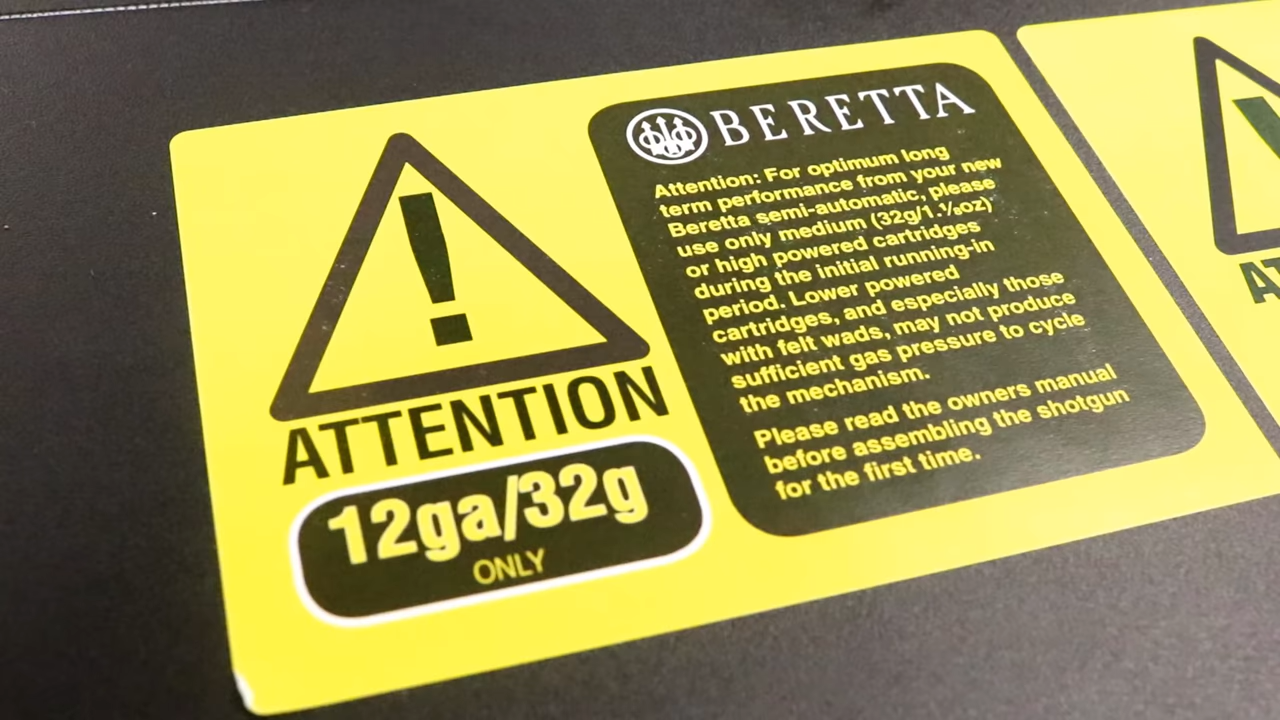 !
ATTENTION
12ga/32g
ONLY
BERETTA
Attention: For optimum long
term performance from your new
Beretta semi-automatic, please
use only medium (32g/1.⅛oz)
or high powered cartridges
during the initial running-in
period. Lower powered
cartridges, and especially those
with felt wads, may not produce
sufficient gas pressure to cycle
the mechanism.
Please read the owners manual
before assembling the shotgun
for the first time.
AT